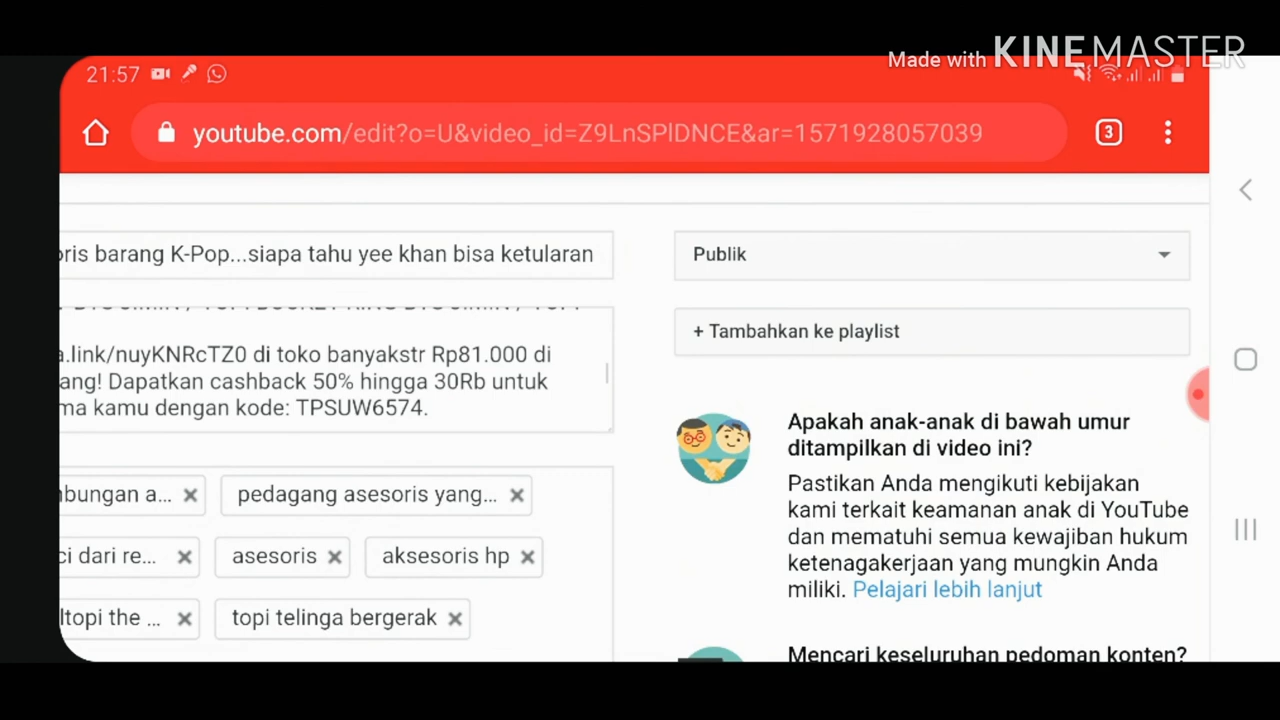 Made with KINEMASTER
21:57
youtube.com/edit?o=U&video_id=Z9LnSPlDNCE&ar=1571928057039
3
oris barang K-Pop...siapa tahu yee khan bisa ketularan
Publik
+ Tambahkan ke playlist
a.link/nuyKNRcTZ0 di toko banyakstr Rp81.000 di
ang! Dapatkan cashback 50% hingga 30Rb untuk
ma kamu dengan kode: TPSUW6574.
Apakah anak-anak di bawah umur
ditampilkan di video ini?
Pastikan Anda mengikuti kebijakan
kami terkait keamanan anak di YouTube
dan mematuhi semua kewajiban hukum
ketenagakerjaan yang mungkin Anda
miliki. Pelajari lebih lanjut
nbungan a... pedagang asesoris yang...
ci dari re... asesoris aksesoris hp
ltopi the ... topi telinga bergerak
Mencari keseluruhan pedoman konten?